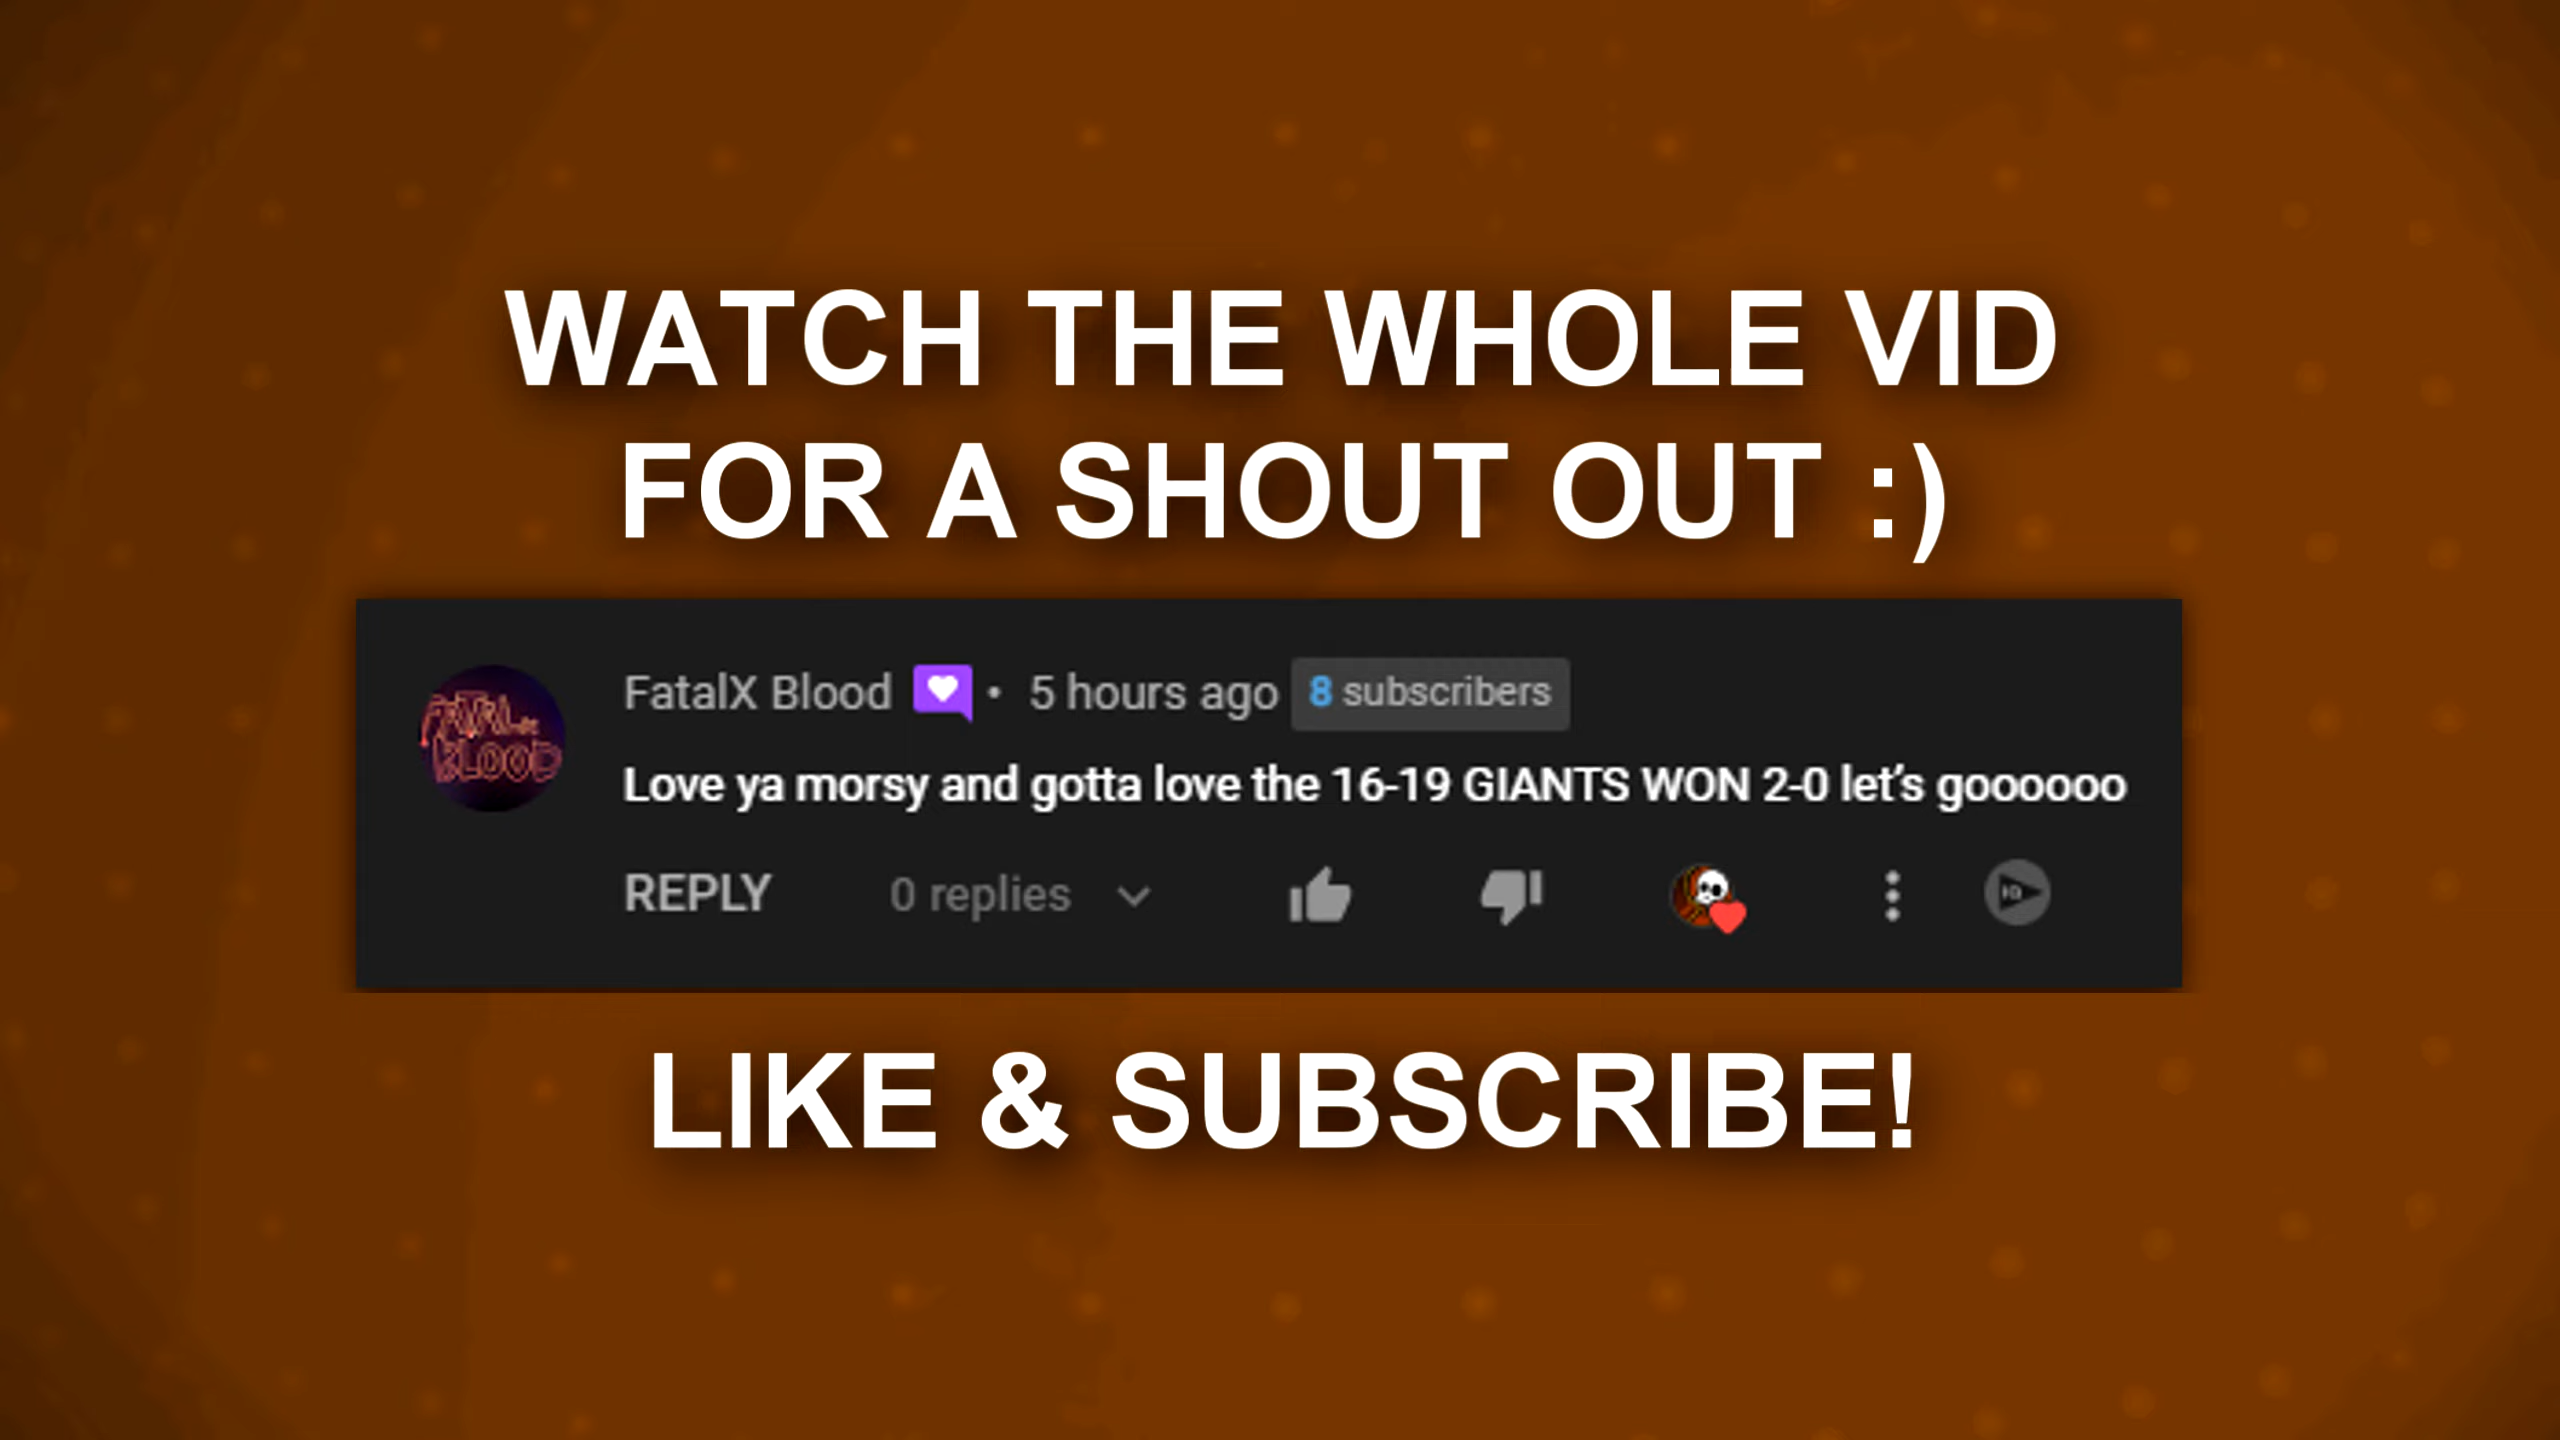 WATCH THE WHOLE VID
FOR A SHOUT OUT :)
FatalX Blood • 5 hours ago 8 subscribers
Love ya morsy and gotta love the 16-19 GIANTS WON 2-0 let's goooooo
REPLY 0 replies
LIKE & SUBSCRIBE!